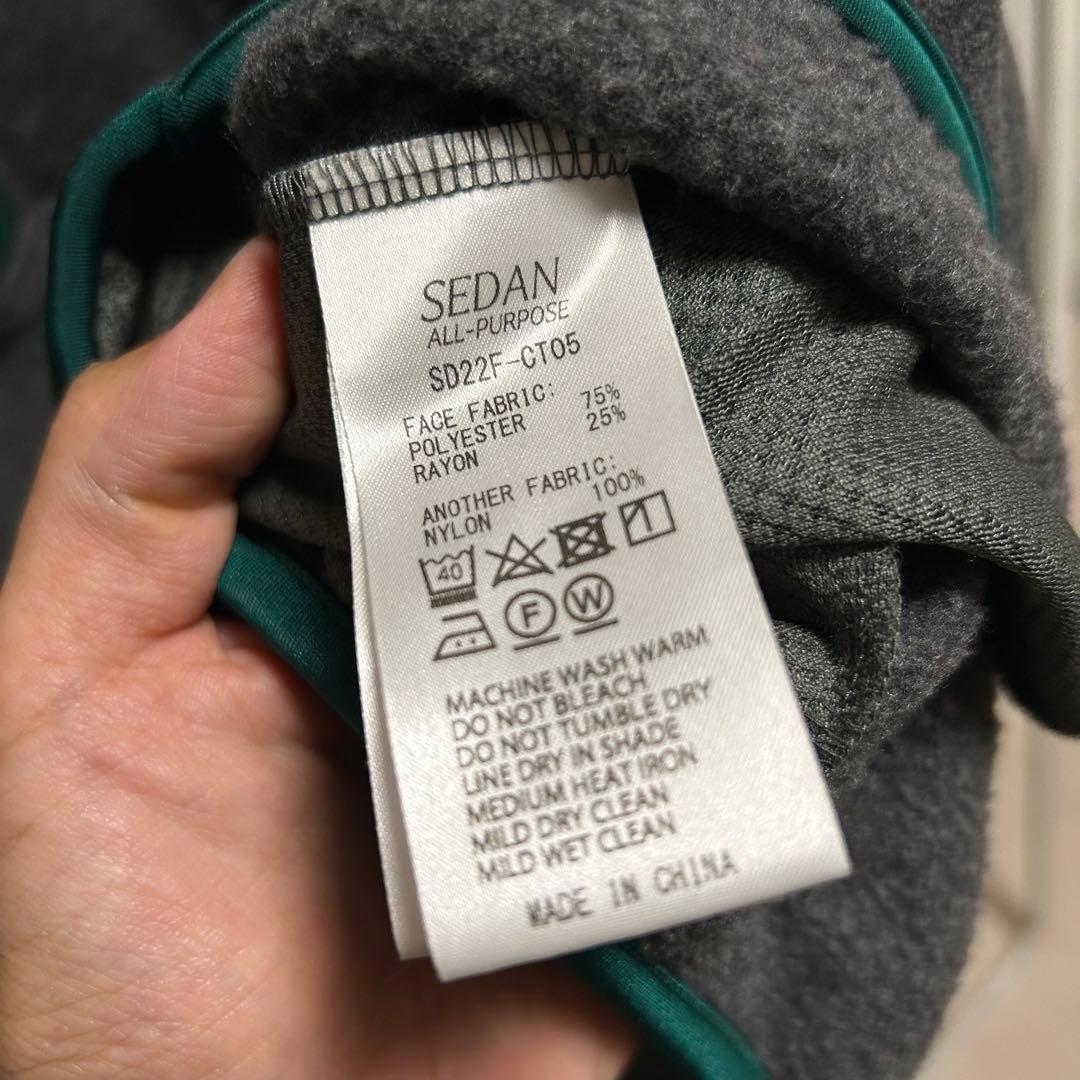 SEDAN
ALL-PURPOSE
SD22F-CT05
FACE FABRIC:
POLYESTER 75%
RAYON 25%
ANOTHER FABRIC:
NYLON 100%
40
F W
MACHINE WASH WARM
DO NOT BLEACH
DO NOT TUMBLE DRY
LINE DRY IN SHADE
MEDIUM HEAT IRON
MILD DRY CLEAN
MILD WET CLEAN
MADE IN CHINA